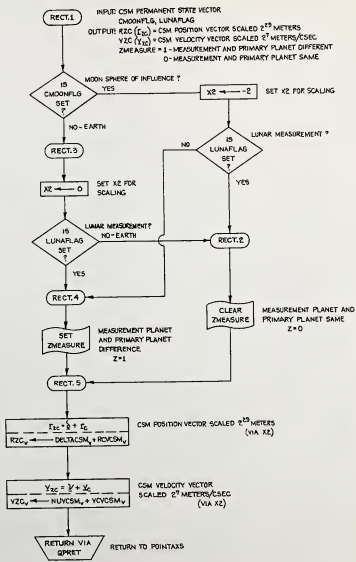 RECT.1
INPUT: CSM PERMANENT STATE VECTOR
CMOONFLG, LUNAFLAG
OUTPUT: RZC (r̲ZC) = CSM POSITION VECTOR SCALED 2^29 METERS
VZC (v̲ZC) = CSM VELOCITY VECTOR SCALED 2^7 METERS/CSEC
ZMEASURE = 1 - MEASUREMENT AND PRIMARY PLANET DIFFERENT
0 - MEASUREMENT AND PRIMARY PLANET SAME
MOON SPHERE OF INFLUENCE?
IS
CMOONFLG
SET
?
YES
X2 ← -2
SET X2 FOR SCALING
NO-EARTH
RECT.3
LUNAR MEASUREMENT?
IS
LUNAFLAG
SET
?
NO
YES
X2 ← 0
SET X2 FOR
SCALING
LUNAR MEASUREMENT?
NO-EARTH
IS
LUNAFLAG
SET
?
YES
RECT.2
RECT.4
CLEAR
ZMEASURE
MEASUREMENT PLANET AND
PRIMARY PLANET SAME
Z=0
SET
ZMEASURE
MEASUREMENT PLANET
AND PRIMARY PLANET
DIFFERENCE.
Z=1
RECT.5
r̲ZC = δ̲ + r̲C
RZCV ← DELTACSMV + RCVCSMV
CSM POSITION VECTOR SCALED 2^29
METERS
(VIA X2)
v̲ZC = ν̲ + v̲C
VZCV ← NUVCSMV + VCVCSMV
CSM VELOCITY VECTOR
SCALED 2^7 METERS/CSEC
(VIA X2)
RETURN VIA
QPRET
RETURN TO POINTAXS